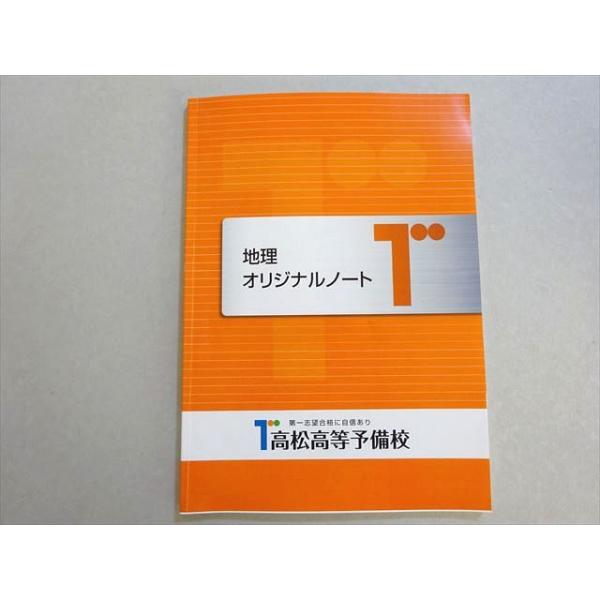 地理
オリジナルノート
第一志望合格に自信あり
高松高等予備校